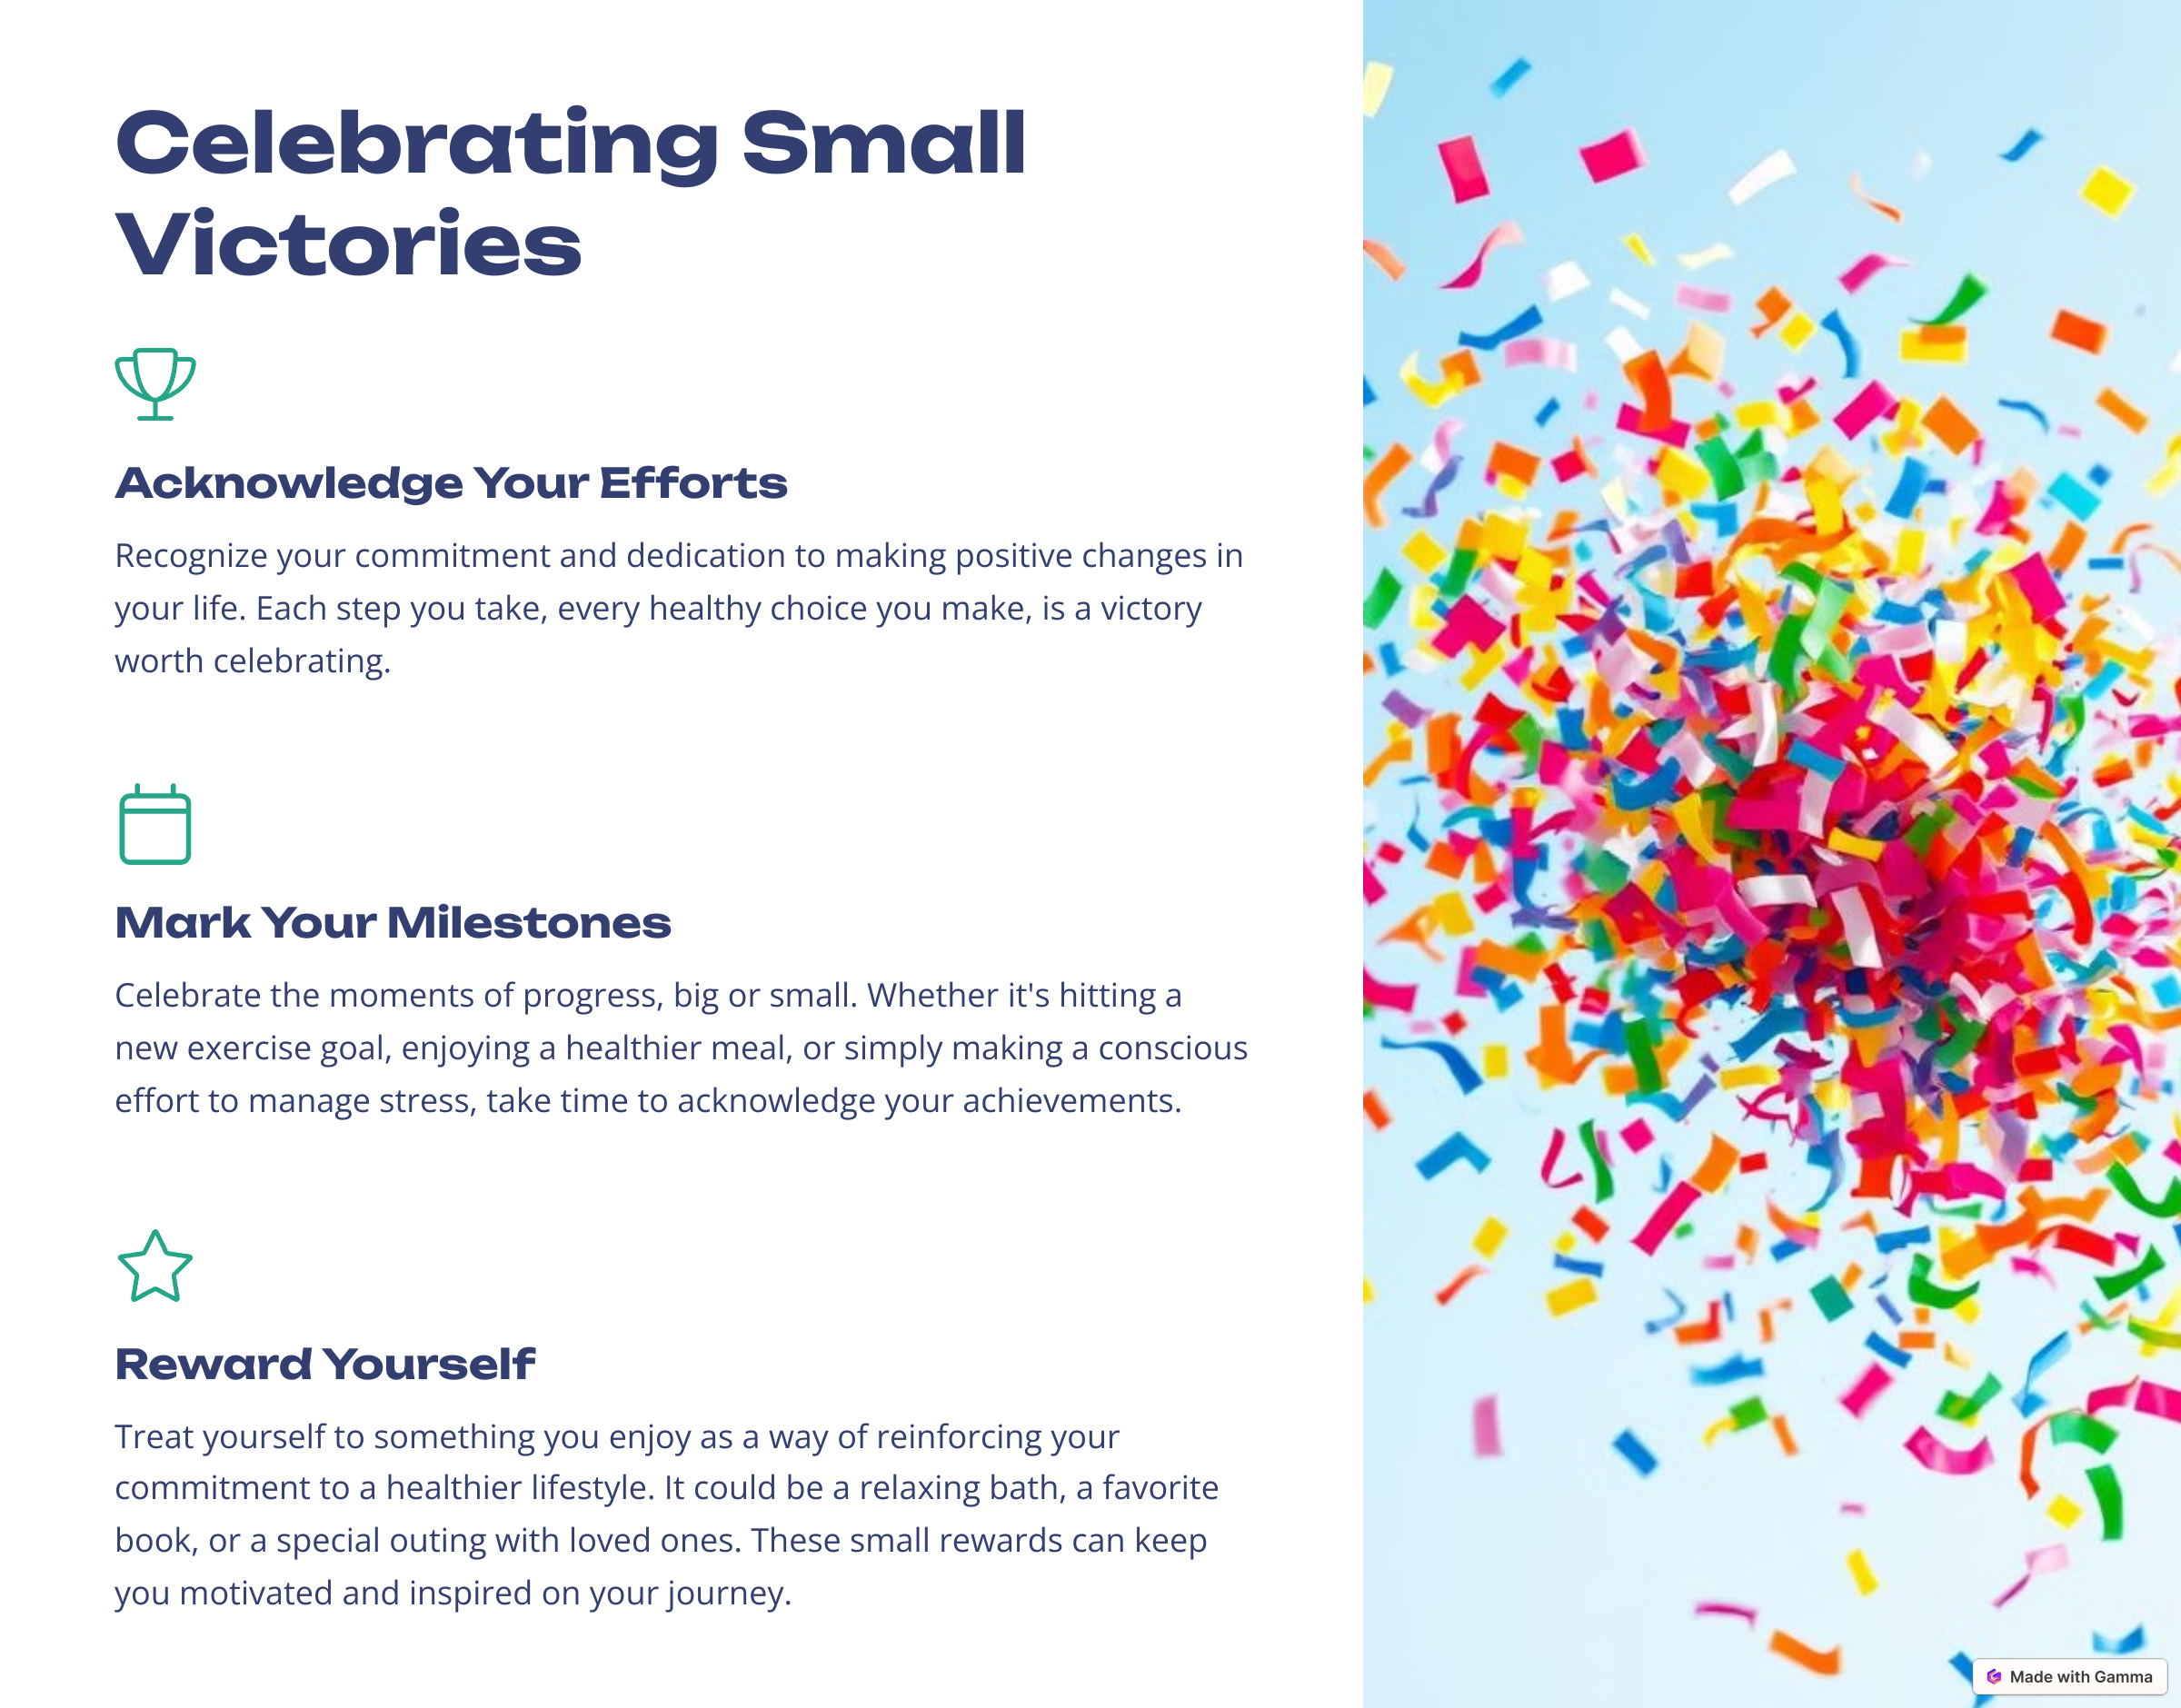 Celebrating Small
Victories
Acknowledge Your Efforts
Recognize your commitment and dedication to making positive changes in
your life. Each step you take, every healthy choice you make, is a victory
worth celebrating.
Mark Your Milestones
Celebrate the moments of progress, big or small. Whether it's hitting a
new exercise goal, enjoying a healthier meal, or simply making a conscious
effort to manage stress, take time to acknowledge your achievements.
Reward Yourself
Treat yourself to something you enjoy as a way of reinforcing your
commitment to a healthier lifestyle. It could be a relaxing bath, a favorite
book, or a special outing with loved ones. These small rewards can keep
you motivated and inspired on your journey.
Made with Gamma